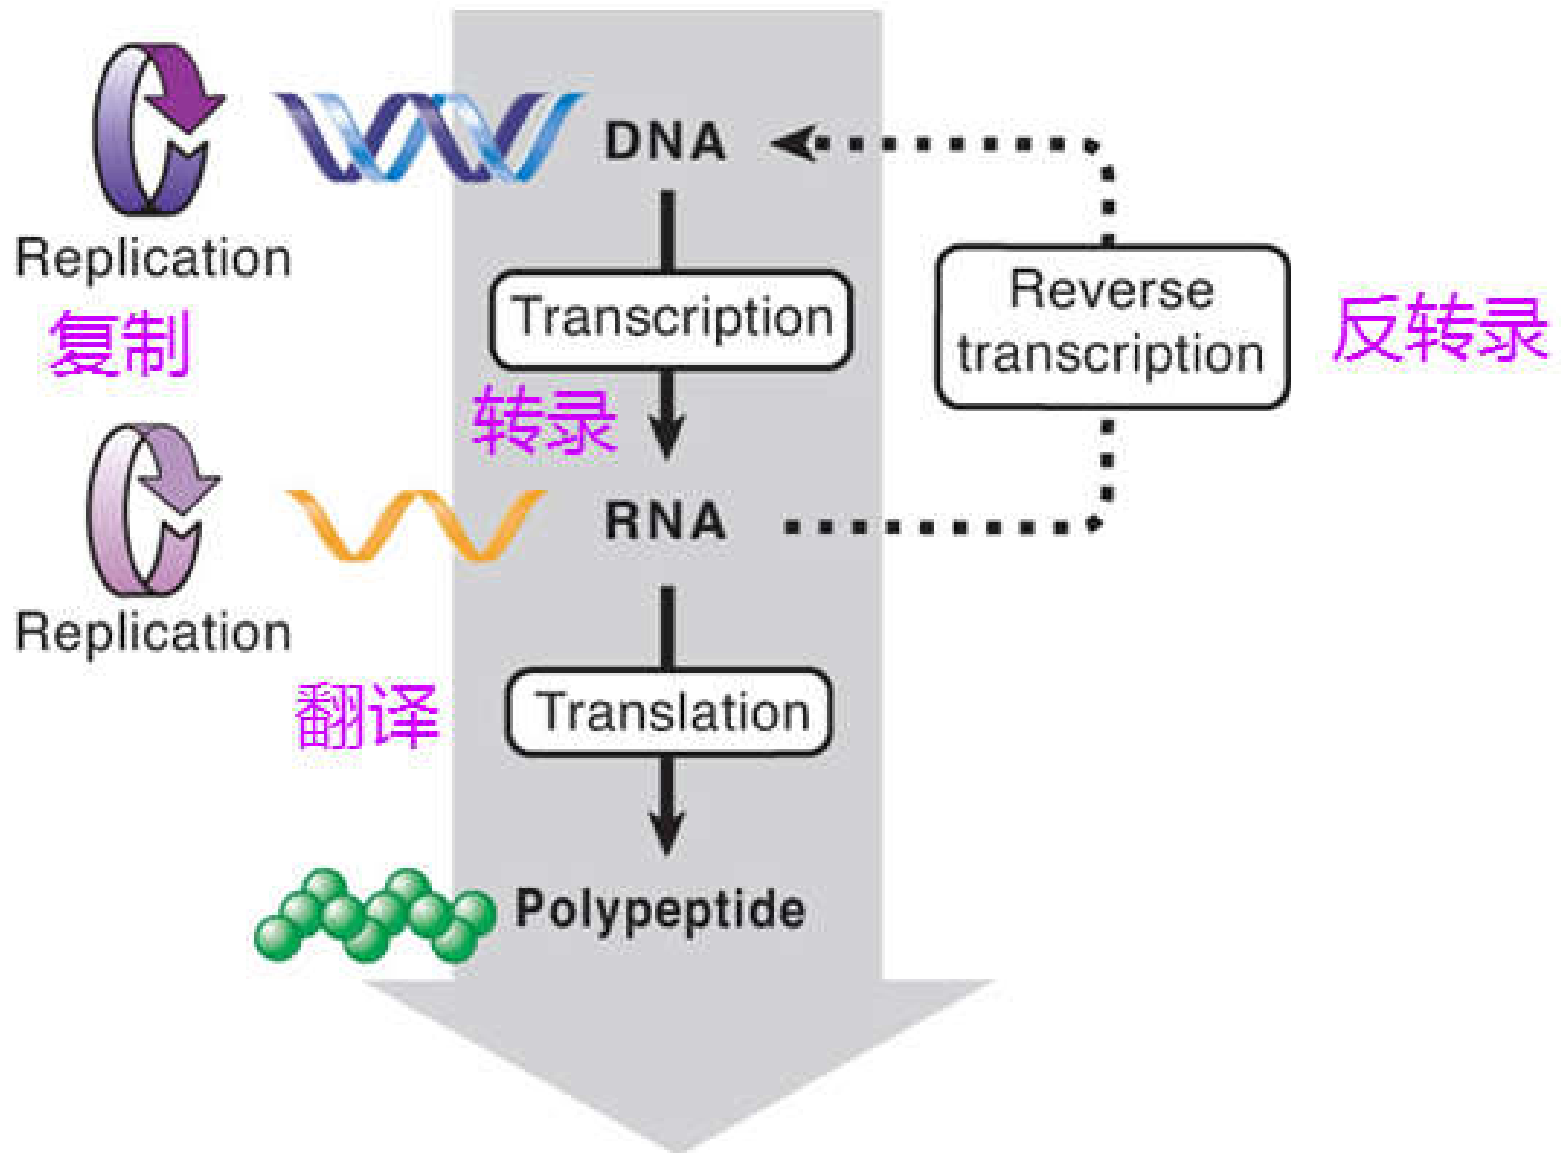 DNA
Replication
复制
Transcription
Reverse
transcription
反转录
转录
RNA
Replication
翻译
Translation
Polypeptide